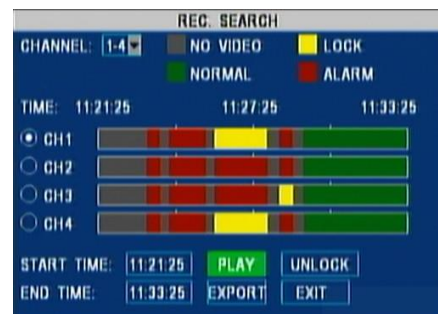 REC. SEARCH
CHANNEL: 1-4 NO VIDEO LOCK
NORMAL ALARM
TIME: 11:21:25 11:27:25 11:33:25
CH1
CH2
CH3
CH4
START TIME: 11:21:25 PLAY UNLOCK
END TIME: 11:33:25 EXPORT EXIT